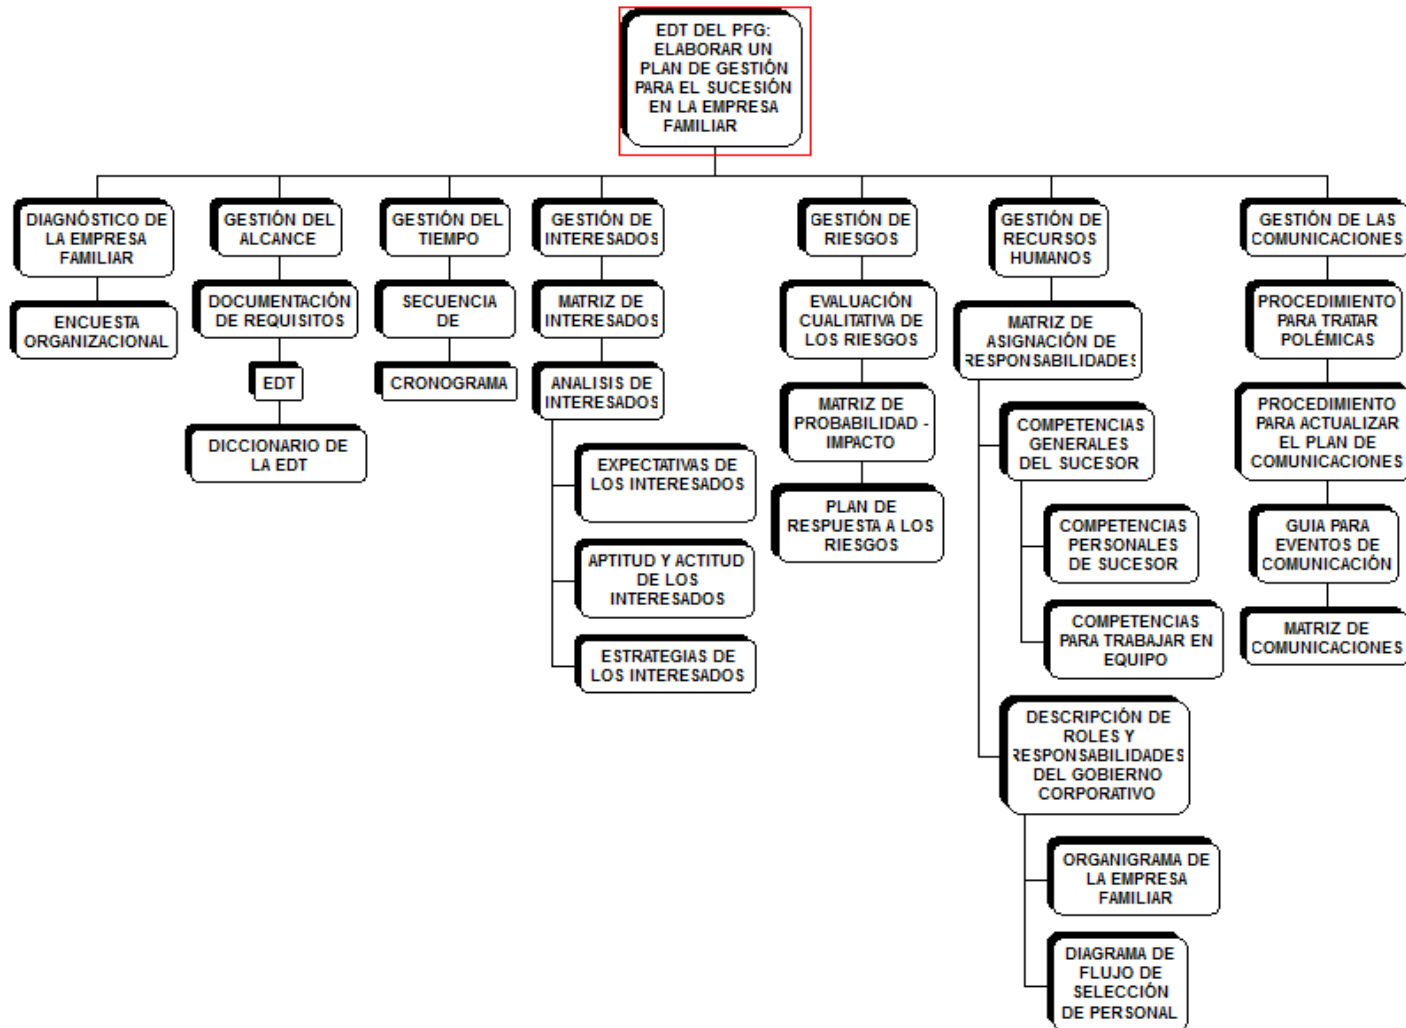 EDT DEL PFG:
ELABORAR UN
PLAN DE GESTIÓN
PARA EL SUCESIÓN
EN LA EMPRESA
FAMILIAR
DIAGNÓSTICO DE
LA EMPRESA
FAMILIAR
ENCUESTA
ORGANIZACIONAL
GESTIÓN DEL
ALCANCE
DOCUMENTACIÓN
DE REQUISITOS
EDT
DICCIONARIO DE
LA EDT
GESTIÓN DEL
TIEMPO
SECUENCIA
DE
CRONOGRAMA
GESTIÓN DE
INTERESADOS
MATRIZ DE
INTERESADOS
ANALISIS DE
INTERESADOS
EXPECTATIVAS DE
LOS INTERESADOS
APTITUD Y ACTITUD
DE LOS
INTERESADOS
ESTRATEGIAS DE
LOS INTERESADOS
GESTIÓN DE
RIESGOS
EVALUACIÓN
CUALITATIVA DE
LOS RIESGOS
MATRIZ DE
PROBABILIDAD -
IMPACTO
PLAN DE
RESPUESTA A LOS
RIESGOS
GESTIÓN DE
RECURSOS
HUMANOS
MATRIZ DE
ASIGNACIÓN DE
RESPONSABILIDADES
COMPETENCIAS
GENERALES
DEL SUCESOR
COMPETENCIAS
PERSONALES
DE SUCESOR
COMPETENCIAS
PARA TRABAJAR EN
EQUIPO
DESCRIPCIÓN DE
ROLES Y
RESPONSABILIDADES
DEL GOBIERNO
CORPORATIVO
ORGANIGRAMA DE
LA EMPRESA
FAMILIAR
DIAGRAMA DE
FLUJO DE
SELECCIÓN
DE PERSONAL
GESTIÓN DE LAS
COMUNICACIONES
PROCEDIMIENTO
PARA TRATAR
POLÉMICAS
PROCEDIMIENTO
PARA ACTUALIZAR
EL PLAN DE
COMUNICACIONES
GUIA PARA
EVENTOS DE
COMUNICACIÓN
MATRIZ DE
COMUNICACIONES